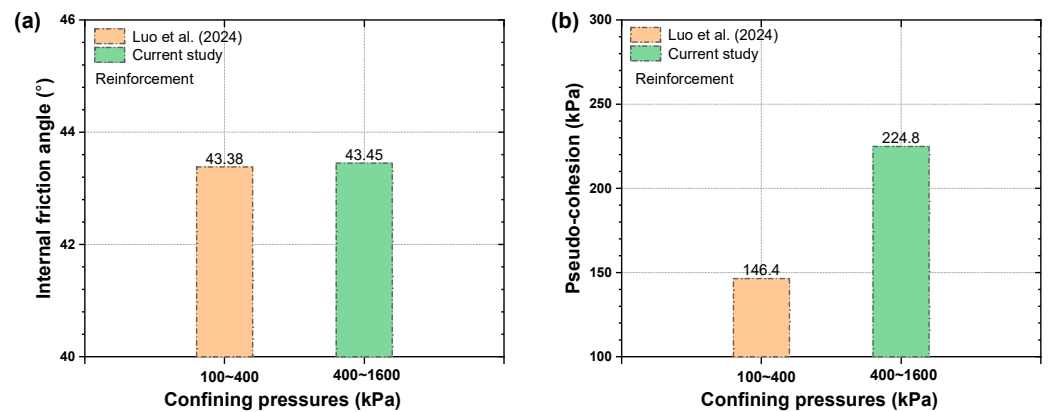 (a)
46
44
42
40
Internal friction angle (°)
Luo et al. (2024)
Current study
Reinforcement
43.38
43.45
100~400
400~1600
Confining pressures (kPa)
(b)
300
250
200
150
100
Pseudo-cohesion (kPa)
Luo et al. (2024)
Current study
Reinforcement
146.4
224.8
100~400
400~1600
Confining pressures (kPa)